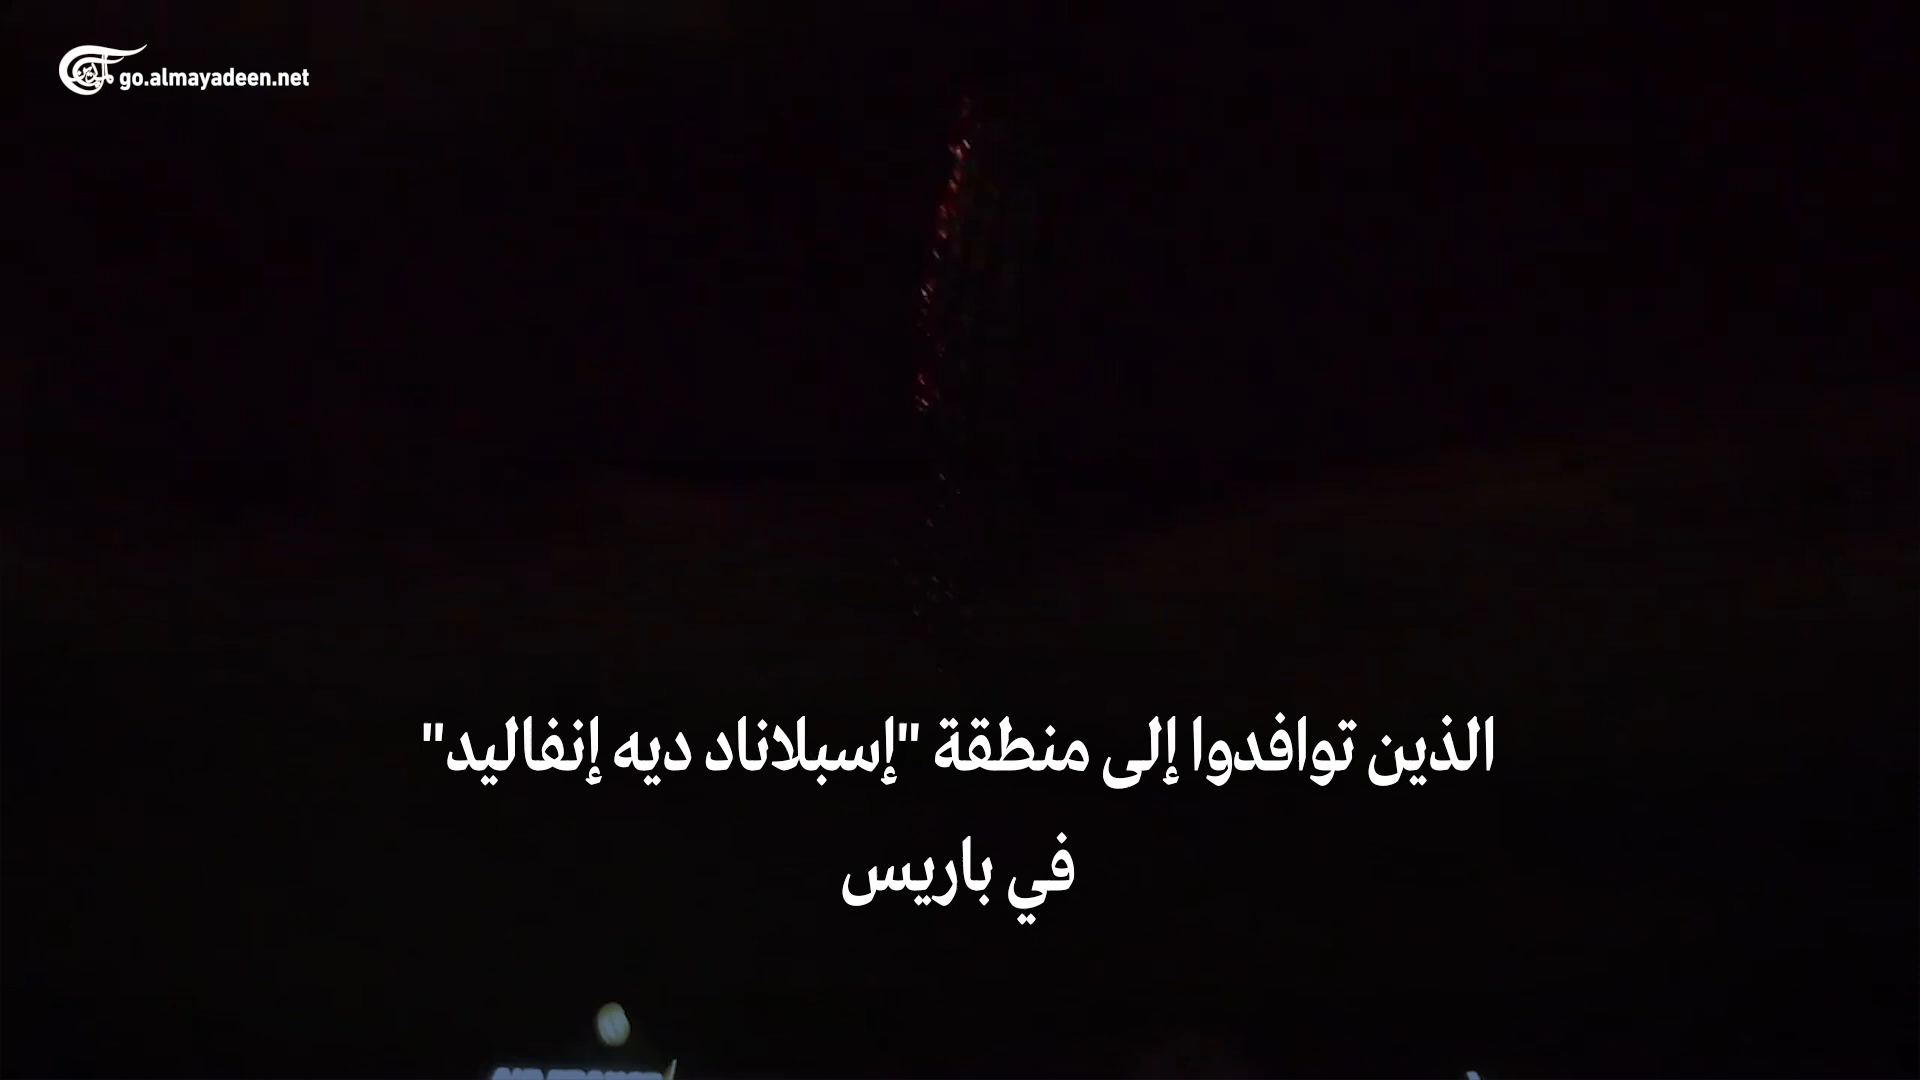 go.almayadeen.net
الذين توافدوا إلى منطقة "إسبلاناد ديه إنفاليد"
في باريس